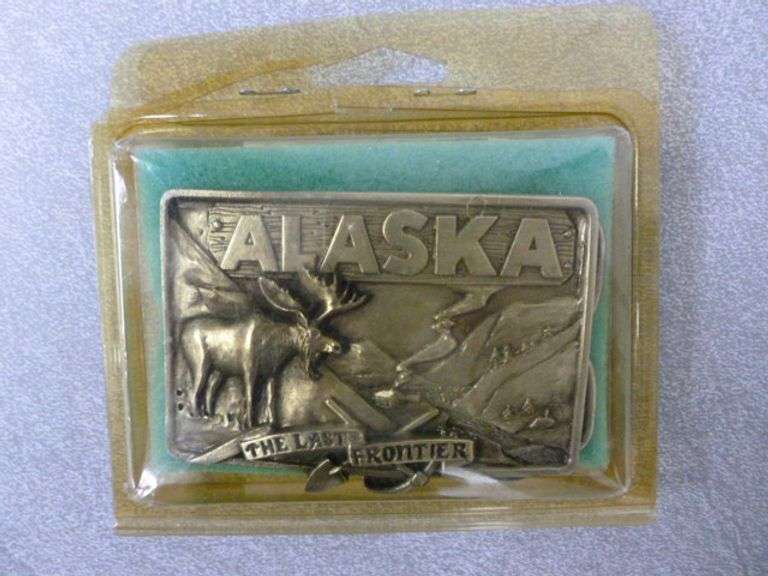 ALASKA
THE LAST
FRONTIER